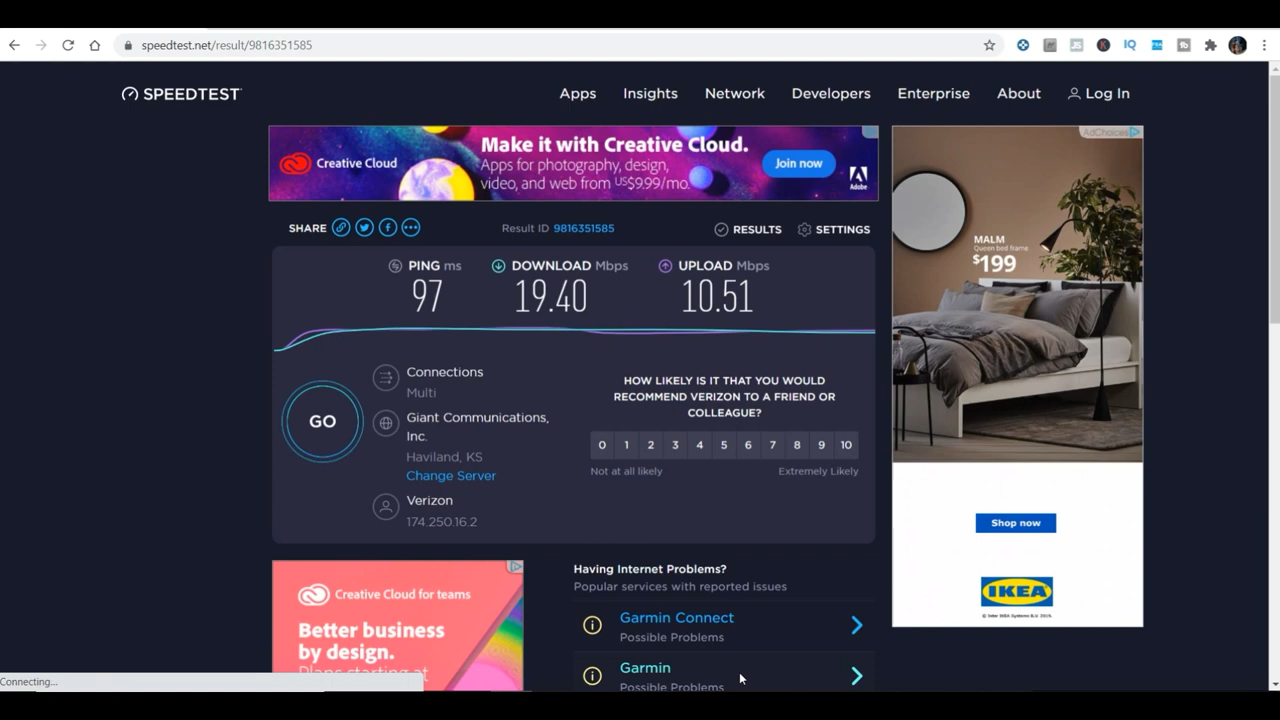 speedtest.net/result/9816351585
IQ
SPEEDTEST
Apps
Insights
Network
Developers
Enterprise
About
Log In
Creative Cloud
Make it with Creative Cloud.
Apps for photography, design,
video, and web from US$9.99/mo.
Join now
Adobe
AdChoices
SHARE
Result ID 9816351585
RESULTS
SETTINGS
PING ms
97
DOWNLOAD Mbps
19.40
UPLOAD Mbps
10.51
GO
Connections
Multi
Giant Communications,
Inc.
Haviland, KS
Change Server
Verizon
174.250.16.2
HOW LIKELY IS IT THAT YOU WOULD
RECOMMEND VERIZON TO A FRIEND OR
COLLEAGUE?
0 1 2 3 4 5 6 7 8 9 10
Not at all likely
Extremely Likely
MALM
Queen bed frame
$199
Shop now
IKEA
Creative Cloud for teams
Better business
by design.
Plans starting at
Having Internet Problems?
Popular services with reported issues
Garmin Connect
Possible Problems
Garmin
Possible Problems
Connecting...